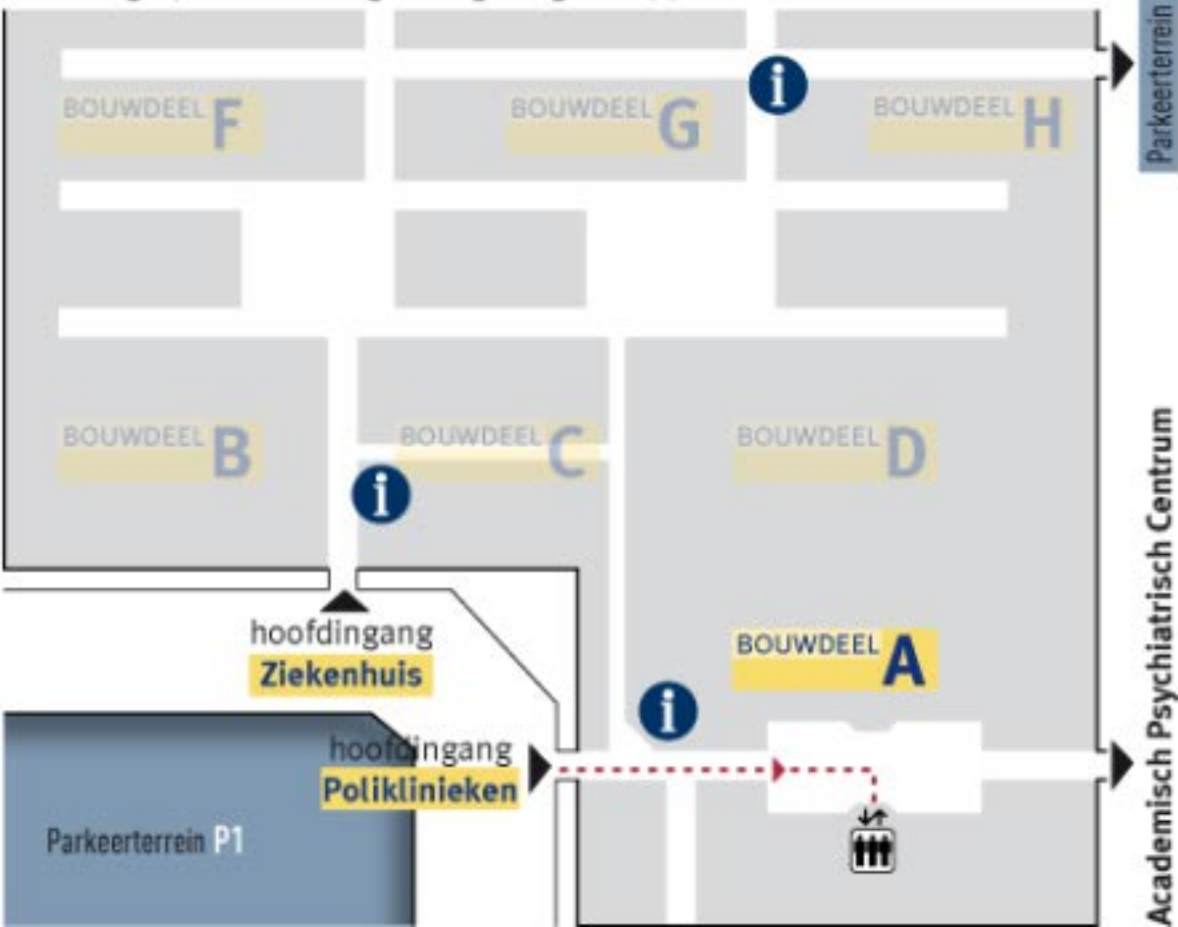 Parkeerterrein
BOUWDEEL F
BOUWDEEL G
BOUWDEEL H
BOUWDEEL B
BOUWDEEL C
BOUWDEEL D
hoofdingang
Ziekenhuis
BOUWDEEL A
hoofdingang
Poliklinieken
Parkeerterrein P1
Academisch Psychiatrisch Centrum
i
i
i